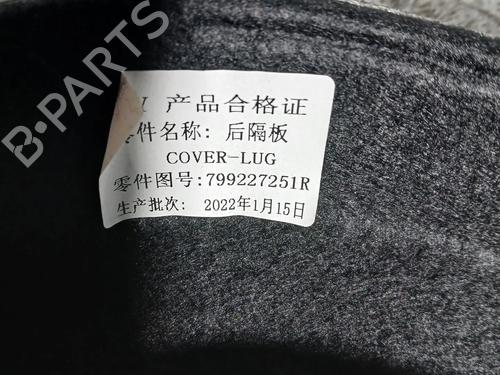 产品合格证
零件名称: 后隔板
COVER-LUG
零件图号:799227251R
生产批次: 2022年1月15日
B-PARTS